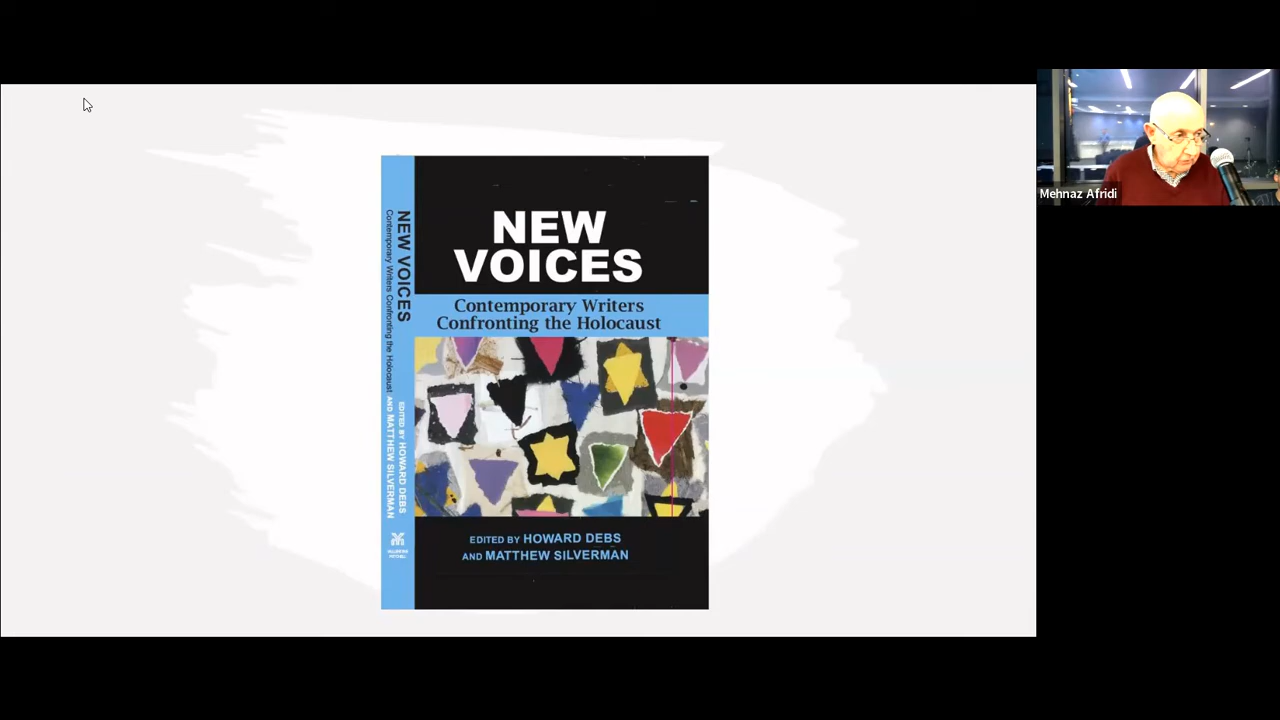 NEW
VOICES
Contemporary Writers
Confronting the Holocaust
EDITED BY HOWARD DEBS
AND MATTHEW SILVERMAN
NEW VOICES
Contemporary Writers Confronting the Holocaust
EDITED BY HOWARD DEBS
AND MATTHEW SILVERMAN
Mehnaz Afridi